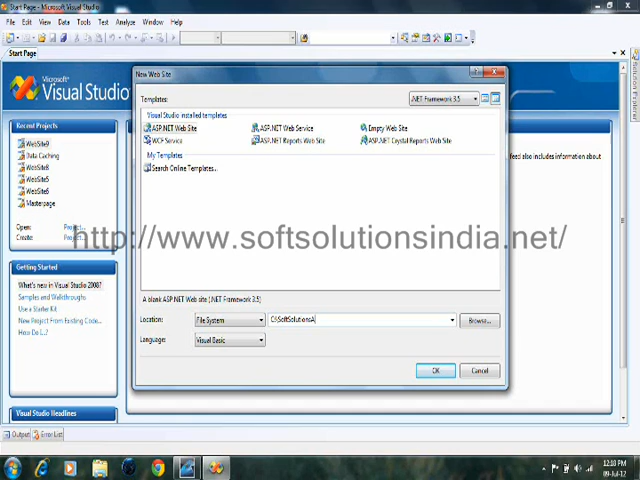 Start Page - Microsoft Visual Studio
File Edit View Data Tools Test Analyze Window Help
Start Page
Microsoft
Visual Studio
Solution Explorer
Recent Projects
WebSite9
Data Caching
WebSite8
WebSite5
WebSite6
Masterpage
Open: Project...
Create: Project...
Getting Started
What's new in Visual Studio 2008?
Samples and Walkthroughs
Use a Starter Kit
New Project From Existing Code...
How Do I...?
Visual Studio Headlines
feed also includes information about
New Web Site
Templates:
.NET Framework 3.5
Visual Studio installed templates
ASP.NET Web Site
ASP.NET Web Service
Empty Web Site
WCF Service
ASP.NET Reports Web Site
ASP.NET Crystal Reports Web Site
My Templates
Search Online Templates...
http://www.softsolutionsindia.net/
A blank ASP.NET Web site (.NET Framework 3.5)
Location: File System C:\SoftSolutionsA Browse...
Language: Visual Basic
OK Cancel
Output Error List
12:10 PM
09-Jul-12